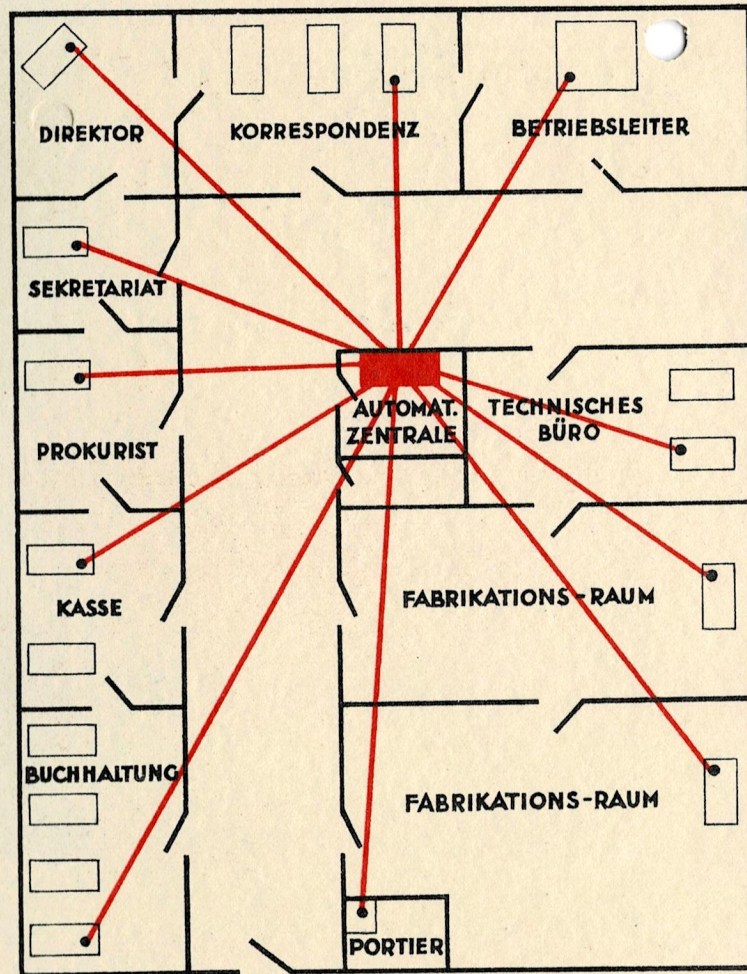 DIREKTOR
KORRESPONDENZ
BETRIEBSLEITER
SEKRETARIAT
AUTOMAT.
ZENTRALE
TECHNISCHES
BÜRO
PROKURIST
KASSE
FABRIKATIONS-RAUM
BUCHHALTUNG
FABRIKATIONS-RAUM
PORTIER